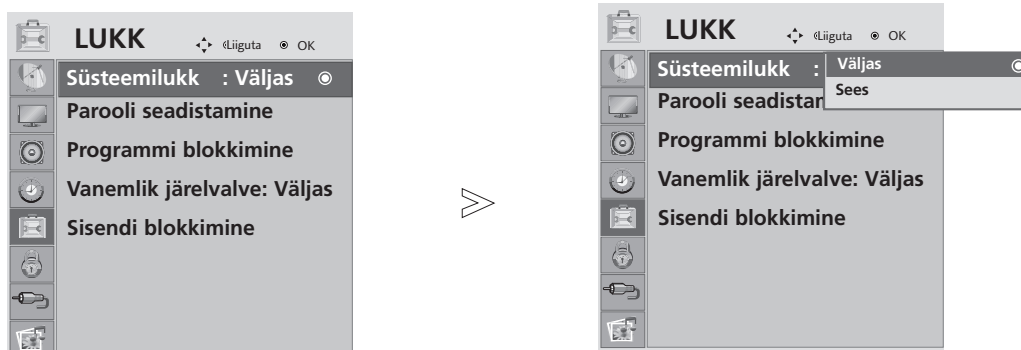 LUKK Liiguta OK
Süsteemilukk : Väljas
Parooli seadistamine
Programmi blokkimine
Vanemlik järelvalve: Väljas
Sisendi blokkimine
LUKK Liiguta OK
Süsteemilukk : Väljas
Sees
Parooli seadistam
Programmi blokkimine
Vanemlik järelvalve: Väljas
Sisendi blokkimine